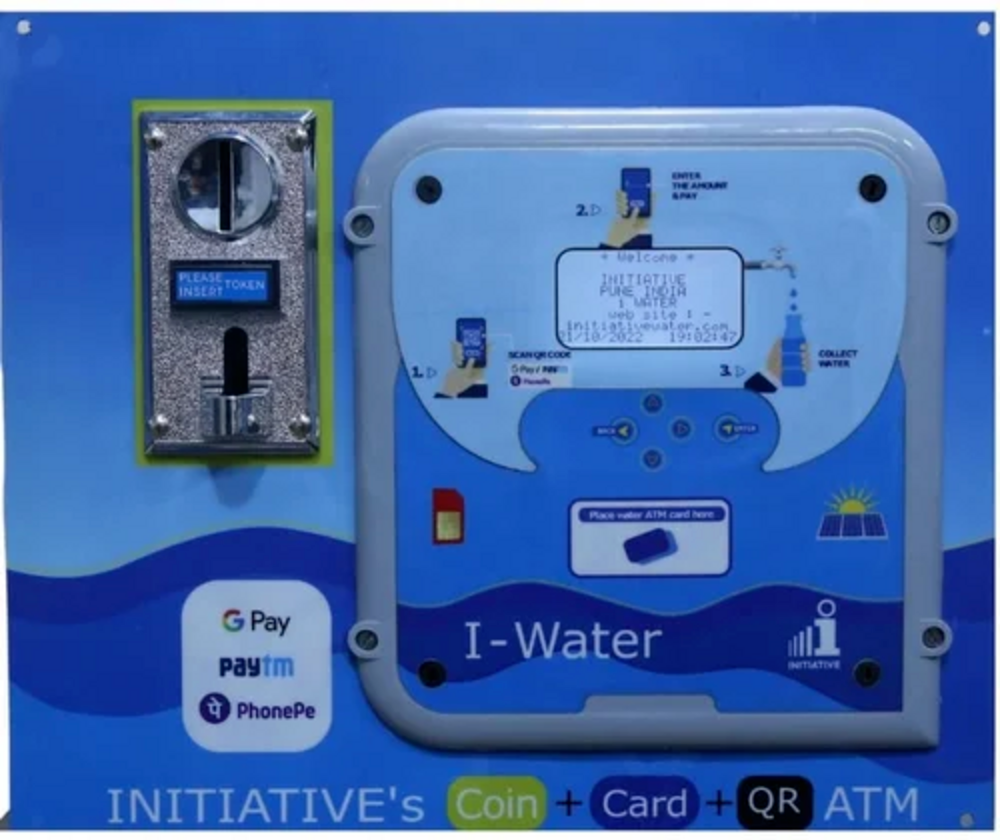 PLEASE
INSERT TOKEN
2.
ENTER
THE AMOUNT
& PAY
* Welcome *
INITIATIVE
PUNE INDIA
i WATER
web site : -
initiativewater.com
21/10/2022 19:02:47
1.
SCAN QR CODE
G-Pay / PAYTM
PhonePe
3.
COLLECT
WATER
BACK
ENTER
Place water ATM card here
I-Water
INITIATIVE
G Pay
paytm
पे PhonePe
INITIATIVE's Coin + Card + QR ATM